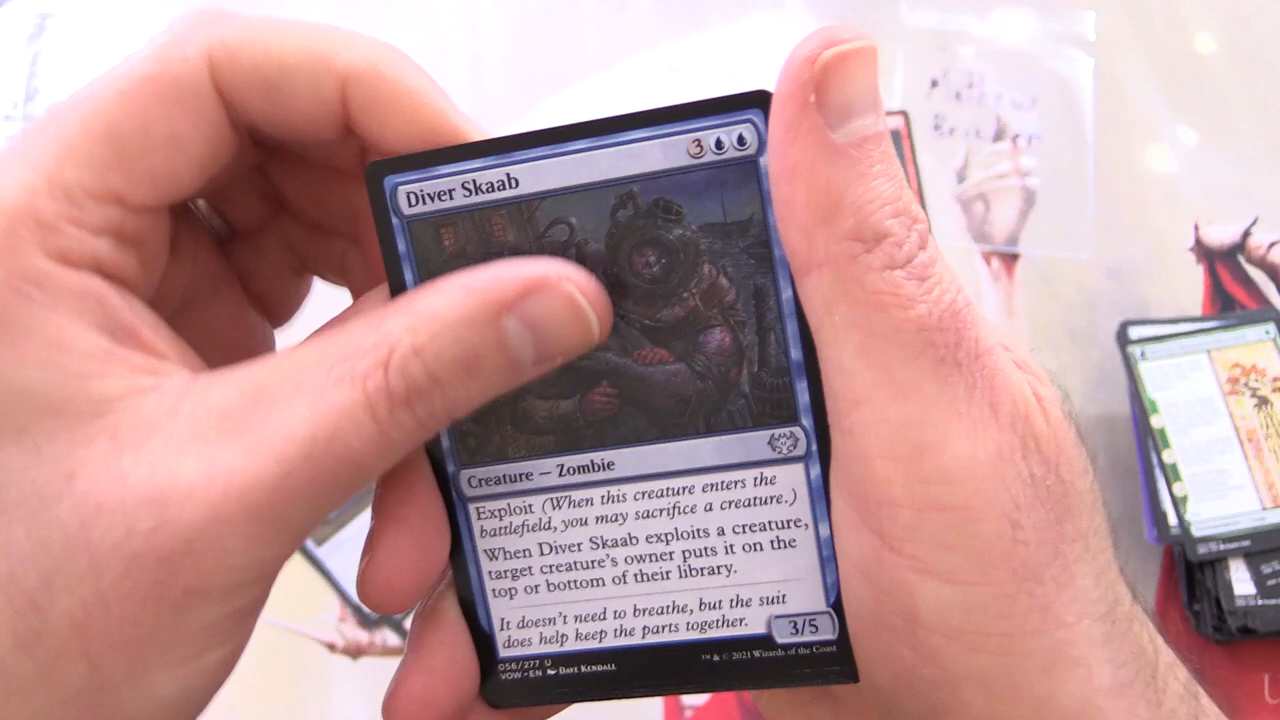 Diver Skaab 3
Creature — Zombie
Exploit (When this creature enters the
battlefield, you may sacrifice a creature.)
When Diver Skaab exploits a creature,
target creature's owner puts it on the
top or bottom of their library.
It doesn't need to breathe, but the suit
does help keep the parts together.
3/5
056/277 U
VOW • EN DAVE KENDALL
™ & © 2021 Wizards of the Coast